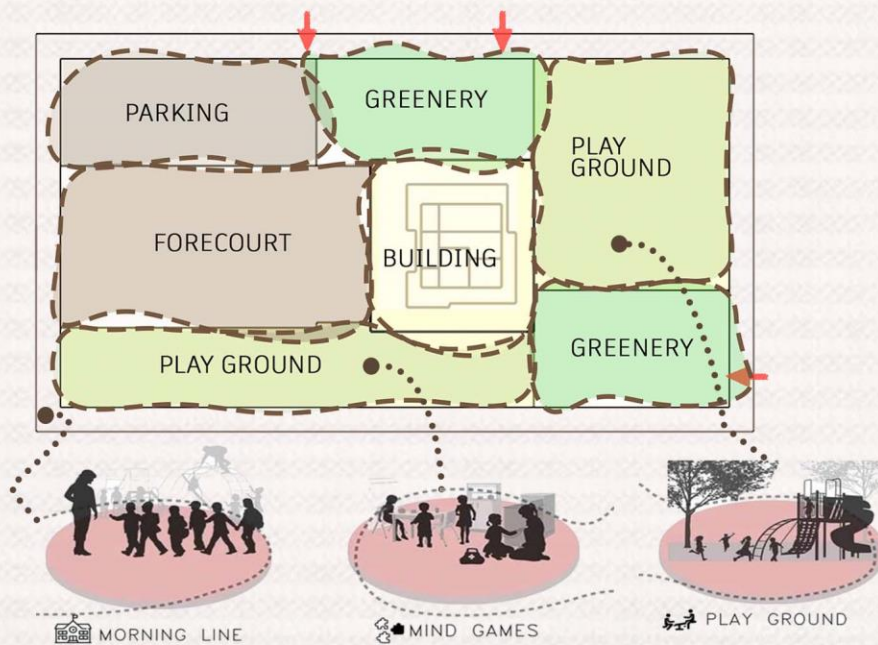 PARKING
GREENERY
PLAY
GROUND
FORECOURT
BUILDING
PLAY GROUND
GREENERY
MORNING LINE
MIND GAMES
PLAY GROUND